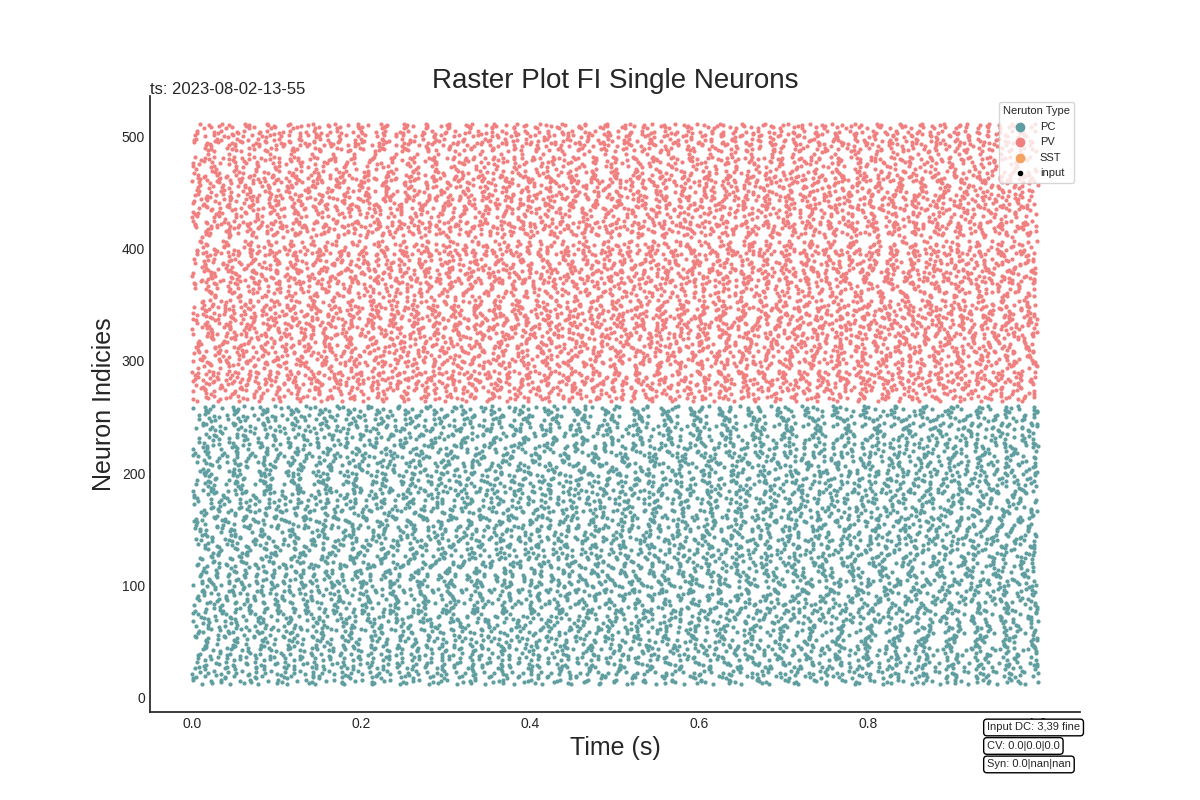 Raster Plot FI Single Neurons
ts: 2023-08-02-13-55
Neruton Type
PC
PV
SST
input
Neuron Indicies
500
400
300
200
100
0
0.0
0.2
0.4
0.6
0.8
Time (s)
Input DC: 3,39 fine
CV: 0.0|0.0|0.0
Syn: 0.0|nan|nan